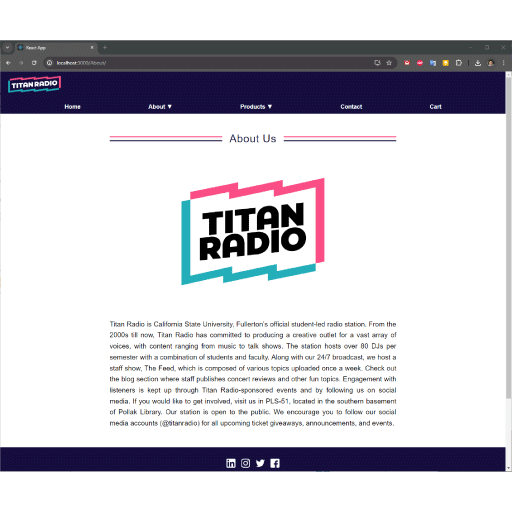 React App
localhost:3000/About/
TITAN RADIO
Home About ▼ Products ▼ Contact Cart
About Us
TITAN
RADIO
Titan Radio is California State University, Fullerton's official student-led radio station. From the
2000s till now, Titan Radio has committed to producing a creative outlet for a vast array of
voices, with content ranging from music to talk shows. The station hosts over 80 DJs per
semester with a combination of students and faculty. Along with our 24/7 broadcast, we host a
staff show, The Feed, which is composed of various topics uploaded once a week. Check out
the blog section where staff publishes concert reviews and other fun topics. Engagement with
listeners is kept up through Titan Radio-sponsored events and by following us on social
media. If you would like to get involved, visit us in PLS-51, located in the southern basement
of Pollak Library. Our station is open to the public. We encourage you to follow our social
media accounts (@titanradio) for all upcoming ticket giveaways, announcements, and events.